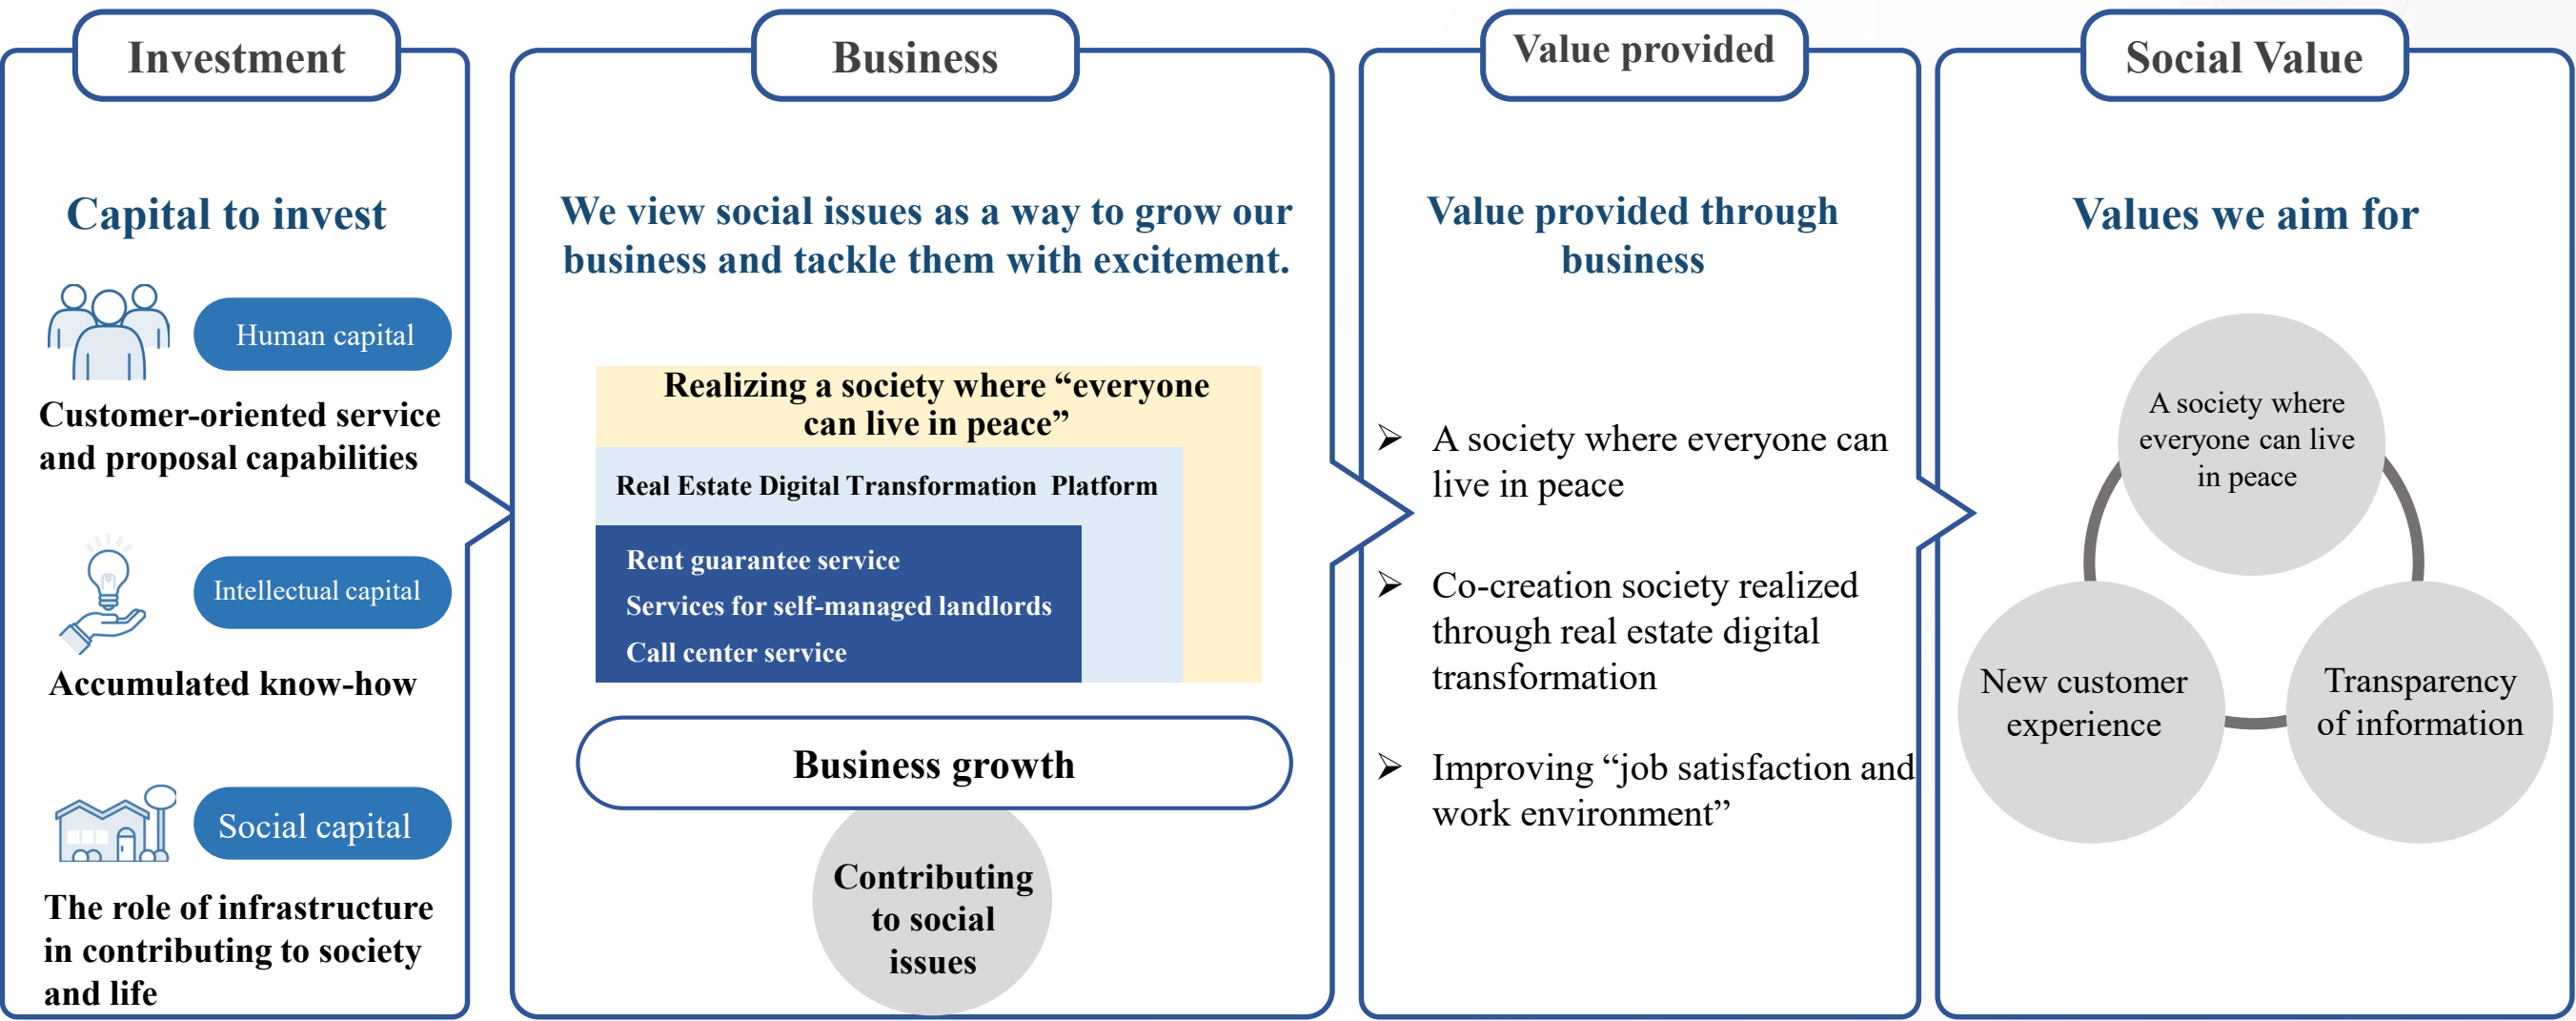 Investment
Capital to invest
Human capital
Customer-oriented service
and proposal capabilities
Intellectual capital
Accumulated know-how
Social capital
The role of infrastructure
in contributing to society
and life
Business
We view social issues as a way to grow our
business and tackle them with excitement.
Realizing a society where “everyone
can live in peace”
Real Estate Digital Transformation Platform
Rent guarantee service
Services for self-managed landlords
Call center service
Business growth
Contributing
to social
issues
Value provided
Value provided through
business
➢ A society where everyone can
live in peace
➢ Co-creation society realized
through real estate digital
transformation
➢ Improving “job satisfaction and
work environment”
Social Value
Values we aim for
A society where
everyone can live
in peace
New customer
experience
Transparency
of information